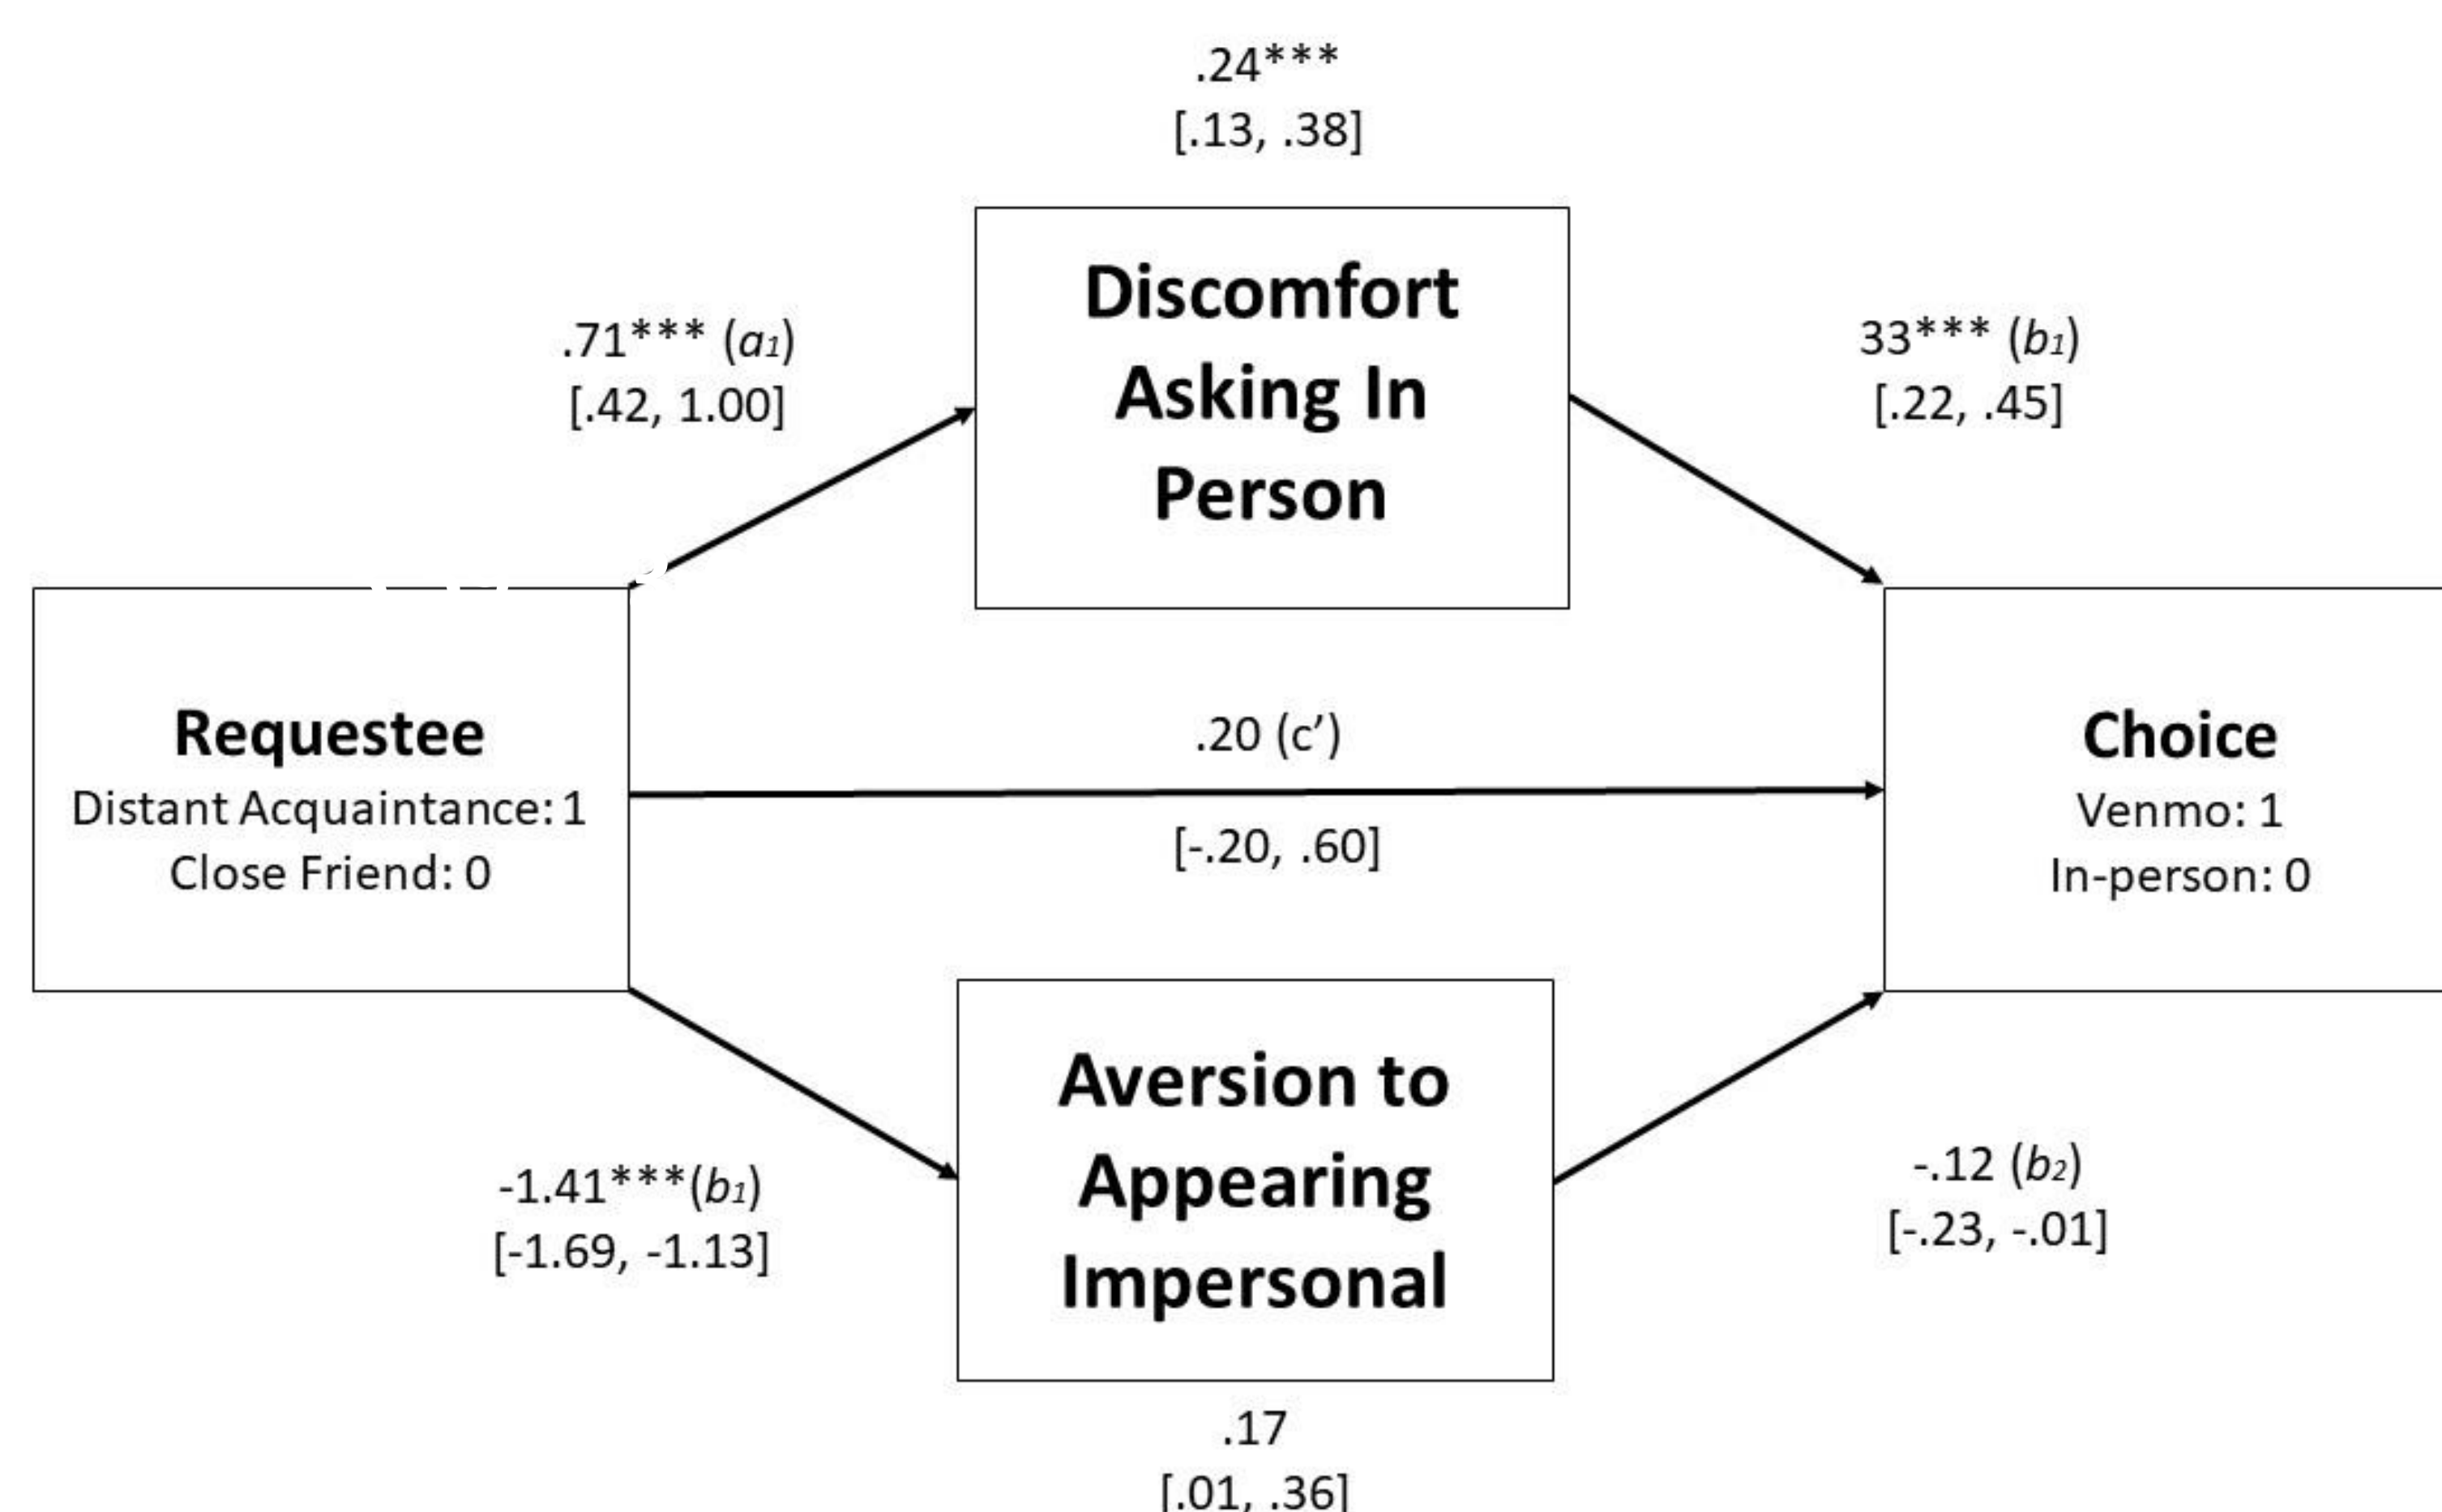 .24***
[.13, .38]
Discomfort
Asking In
Person
.71*** (a₁)
[.42, 1.00]
33*** (b₁)
[.22, .45]
Requestee
Distant Acquaintance: 1
Close Friend: 0
.20 (c’)
[-.20, .60]
Choice
Venmo: 1
In-person: 0
Aversion to
Appearing
Impersonal
-1.41***(b₁)
[-1.69, -1.13]
-.12 (b₂)
[-.23, -.01]
.17
[.01, .36]